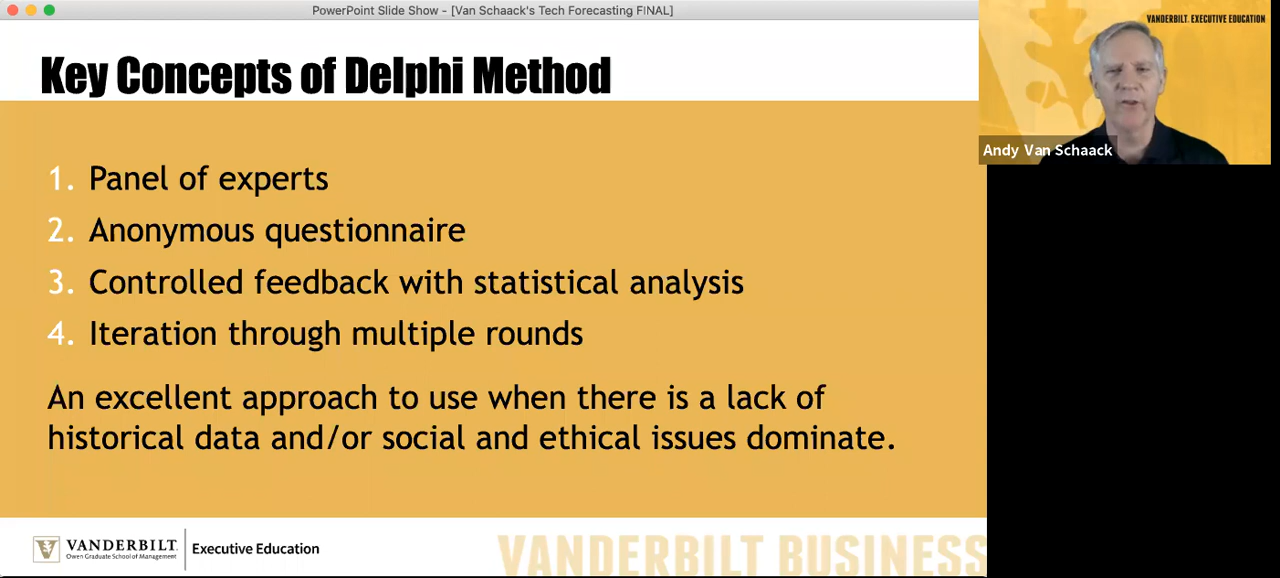 PowerPoint Slide Show - [Van Schaack's Tech Forecasting FINAL]
VANDERBILT. EXECUTIVE EDUCATION
Key Concepts of Delphi Method
Andy Van Schaack
1. Panel of experts
2. Anonymous questionnaire
3. Controlled feedback with statistical analysis
4. Iteration through multiple rounds
An excellent approach to use when there is a lack of
historical data and/or social and ethical issues dominate.
VANDERBILT
Owen Graduate School of Management
Executive Education
VANDERBILT BUSINESS